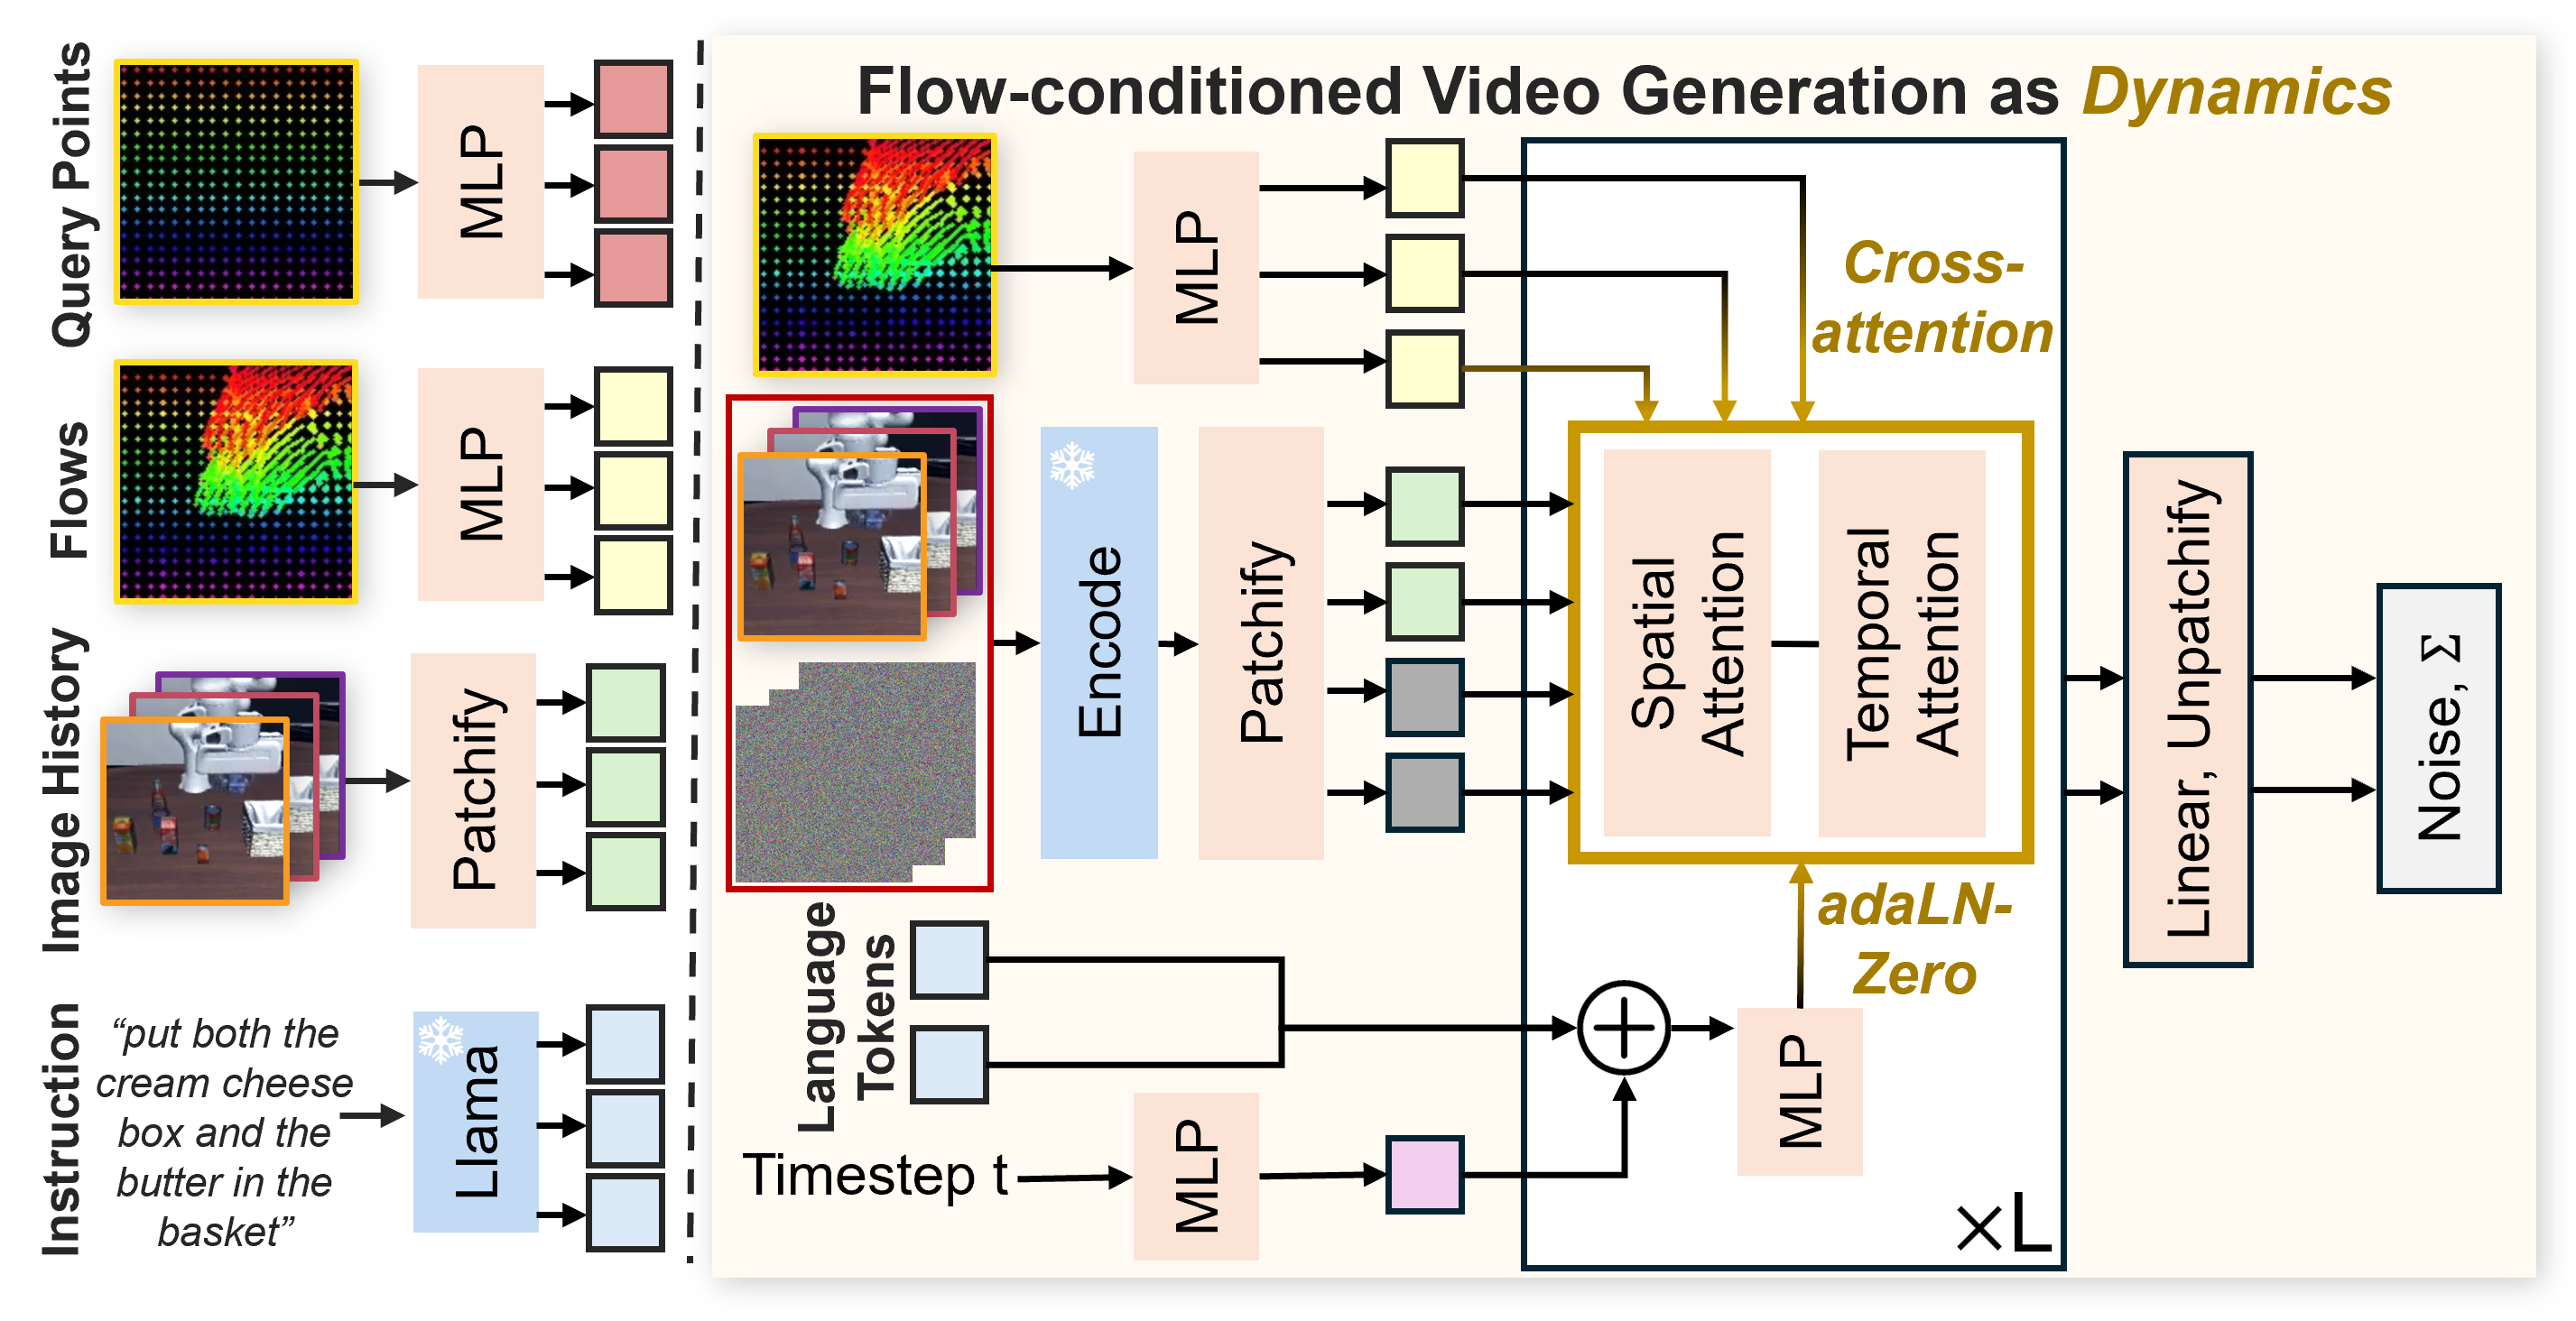 Query Points
MLP
Flows
MLP
Image History
Patchify
Instruction
“put both the
cream cheese
box and the
butter in the
basket”
Llama
Flow-conditioned Video Generation as Dynamics
MLP
Cross-
attention
Encode
Patchify
Spatial
Attention
Temporal
Attention
Linear, Unpatchify
Noise, Σ
Language
Tokens
adaLN-
Zero
MLP
Timestep t
MLP
×L